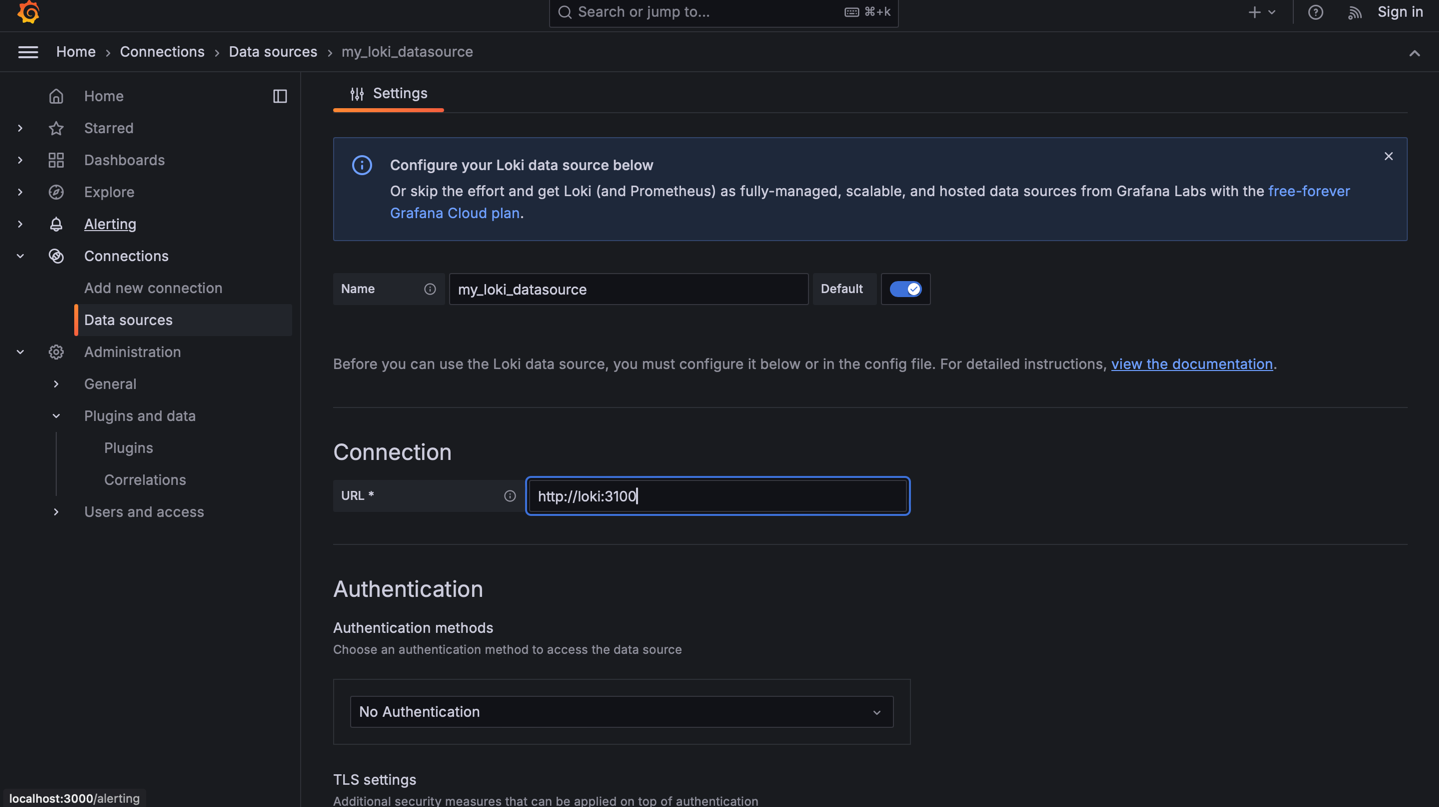 Search or jump to...
⌘+k
Sign in
Home › Connections › Data sources › my_loki_datasource
Home
Starred
Dashboards
Explore
Alerting
Connections
Add new connection
Data sources
Administration
General
Plugins and data
Plugins
Correlations
Users and access
Settings
Configure your Loki data source below
Or skip the effort and get Loki (and Prometheus) as fully-managed, scalable, and hosted data sources from Grafana Labs with the free-forever
Grafana Cloud plan.
Name my_loki_datasource Default
Before you can use the Loki data source, you must configure it below or in the config file. For detailed instructions, view the documentation.
Connection
URL * http://loki:3100
Authentication
Authentication methods
Choose an authentication method to access the data source
No Authentication
TLS settings
Additional security measures that can be applied on top of authentication
localhost:3000/alerting